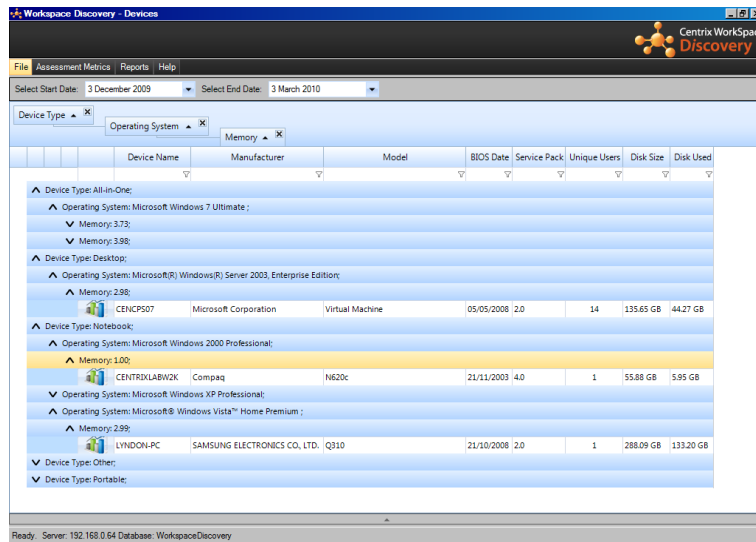 Workspace Discovery - Devices
Centrix WorkSpac
Discovery
File Assessment Metrics Reports Help
Select Start Date: 3 December 2009 Select End Date: 3 March 2010
Device Type
Operating System
Memory
Device Name Manufacturer Model BIOS Date Service Pack Unique Users Disk Size Disk Used
Device Type: All-in-One;
Operating System: Microsoft Windows 7 Ultimate ;
Memory: 3.73;
Memory: 3.98;
Device Type: Desktop;
Operating System: Microsoft(R) Windows(R) Server 2003, Enterprise Edition;
Memory: 2.98;
CENCPS07 Microsoft Corporation Virtual Machine 05/05/2008 2.0 14 135.65 GB 44.27 GB
Device Type: Notebook;
Operating System: Microsoft Windows 2000 Professional;
Memory: 1.00;
CENTRIXLABW2K Compaq N620c 21/11/2003 4.0 1 55.88 GB 5.95 GB
Operating System: Microsoft Windows XP Professional;
Operating System: Microsoft® Windows Vista™ Home Premium ;
Memory: 2.99;
LYNDON-PC SAMSUNG ELECTRONICS CO., LTD. Q310 21/10/2008 2.0 1 288.09 GB 133.20 GB
Device Type: Other;
Device Type: Portable;
Ready. Server: 192.168.0.64 Database: WorkspaceDiscovery